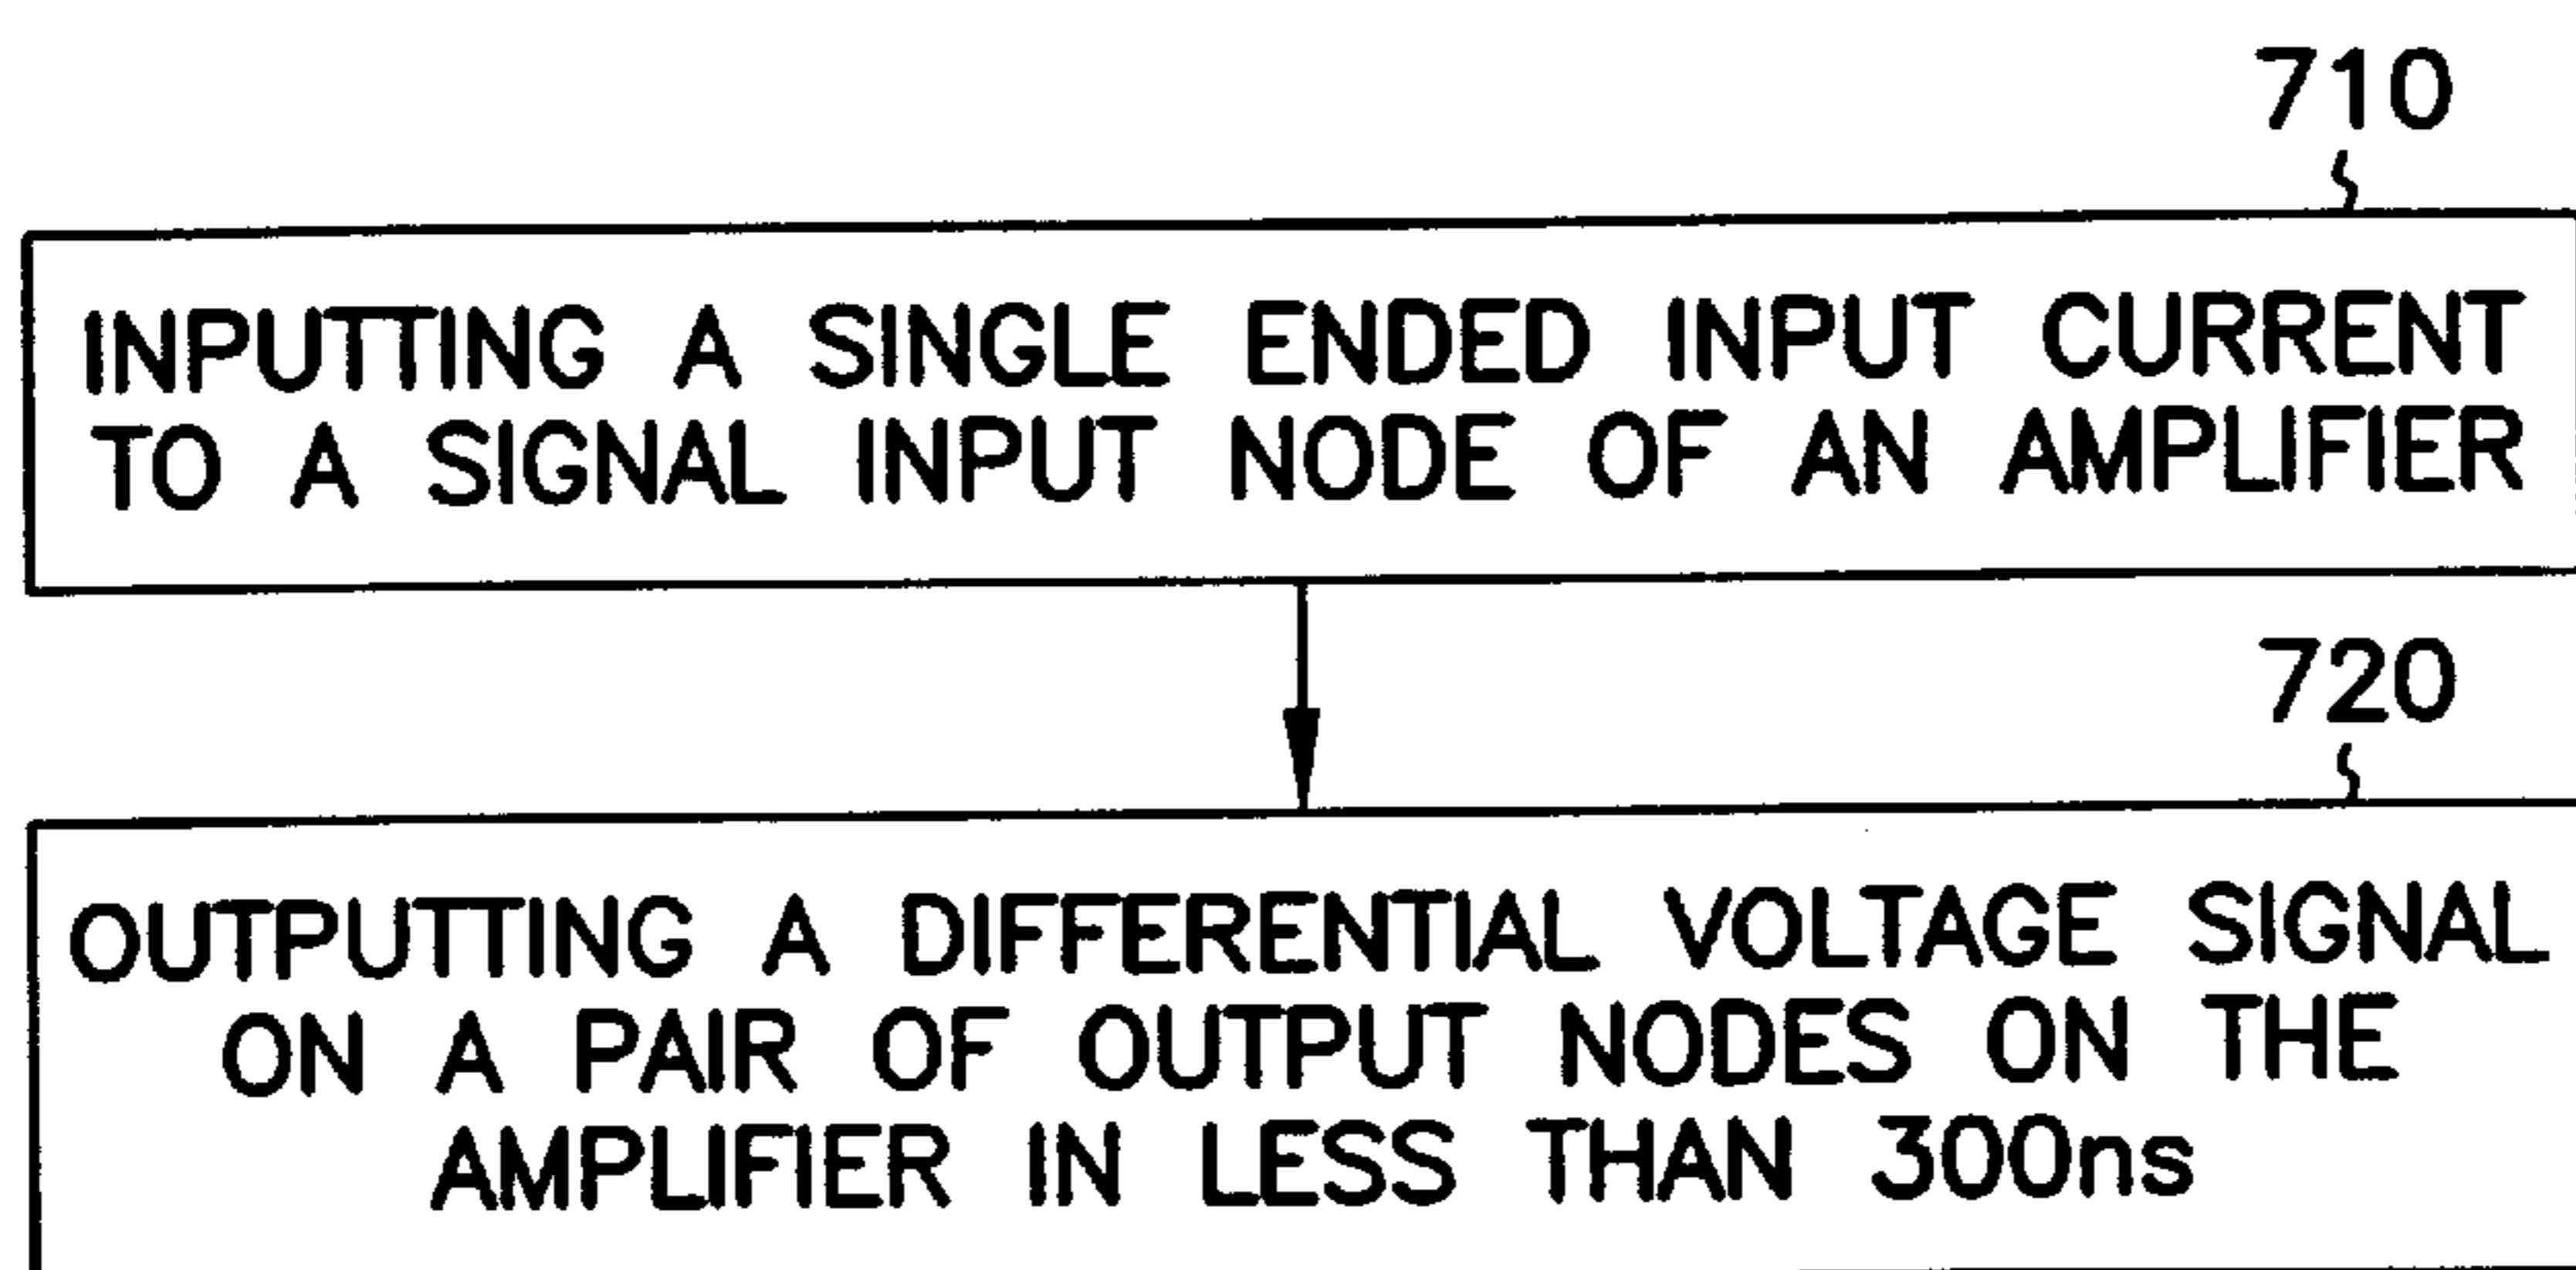 710
INPUTTING A SINGLE ENDED INPUT CURRENT
TO A SIGNAL INPUT NODE OF AN AMPLIFIER
720
OUTPUTTING A DIFFERENTIAL VOLTAGE SIGNAL
ON A PAIR OF OUTPUT NODES ON THE
AMPLIFIER IN LESS THAN 300ns